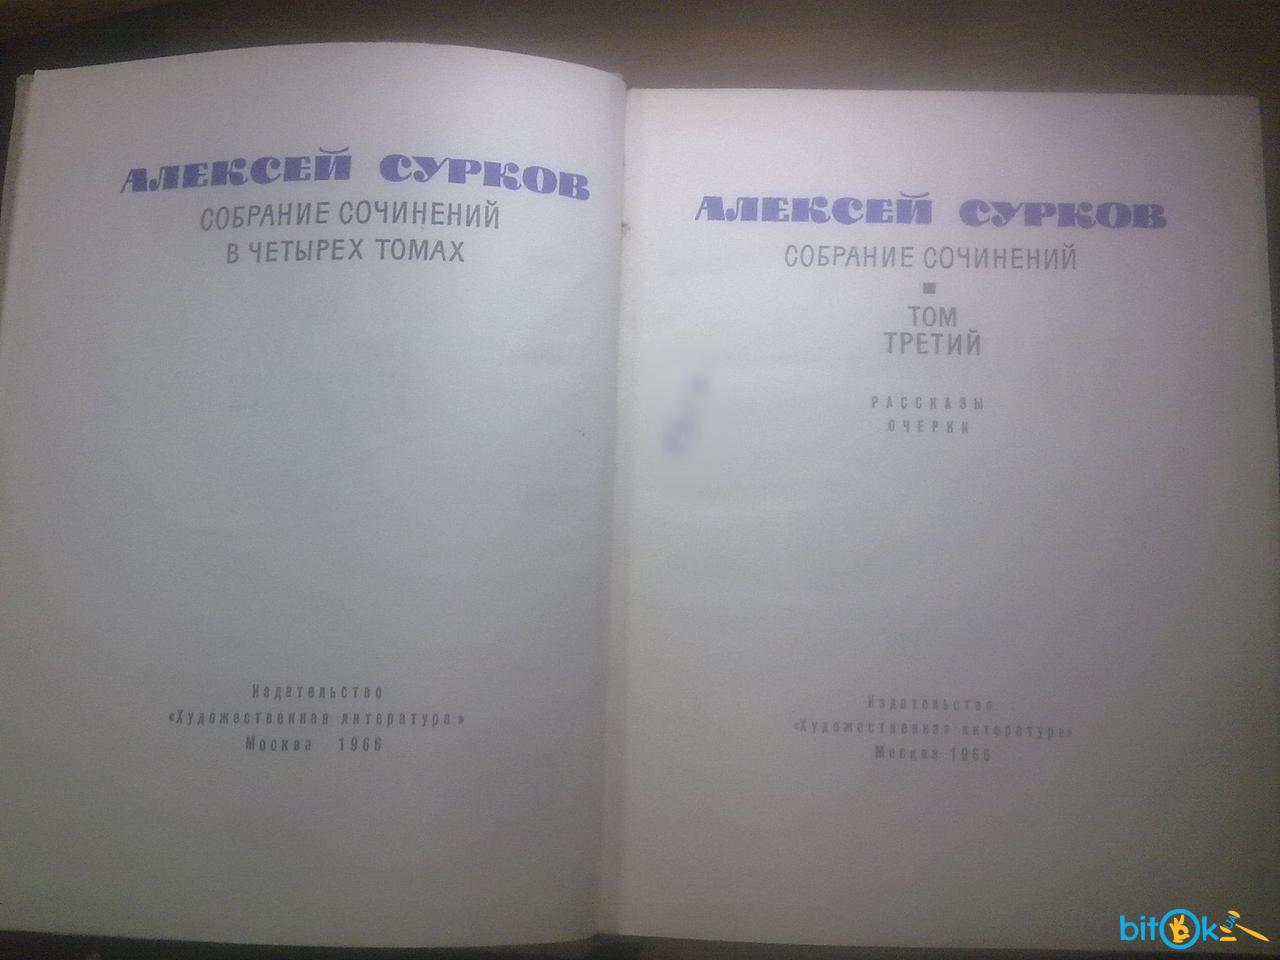 АЛЕКСЕЙ СУРКОВ
СОБРАНИЕ СОЧИНЕНИЙ
В ЧЕТЫРЕХ ТОМАХ
Издательство
«Художественная литература»
Москва 1966
АЛЕКСЕЙ СУРКОВ
СОБРАНИЕ СОЧИНЕНИЙ
ТОМ
ТРЕТИЙ
РАССКАЗЫ
ОЧЕРКИ
Издательство
«Художественная литература»
Москва 1966
bitOk UA